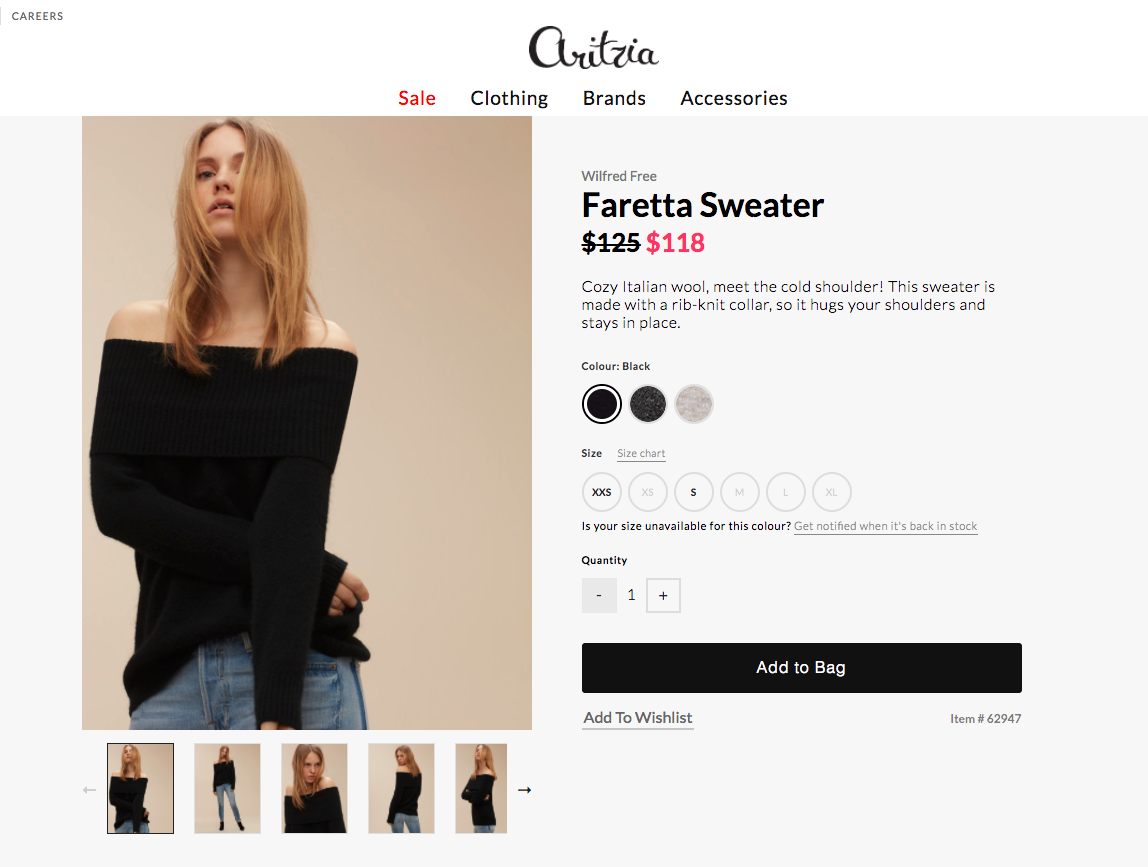 CAREERS
Aritzia
Sale Clothing Brands Accessories
Wilfred Free
Faretta Sweater
$125 $118
Cozy Italian wool, meet the cold shoulder! This sweater is
made with a rib-knit collar, so it hugs your shoulders and
stays in place.
Colour: Black
Size Size chart
XXS XS S M L XL
Is your size unavailable for this colour? Get notified when it's back in stock
Quantity
- 1 +
Add to Bag
Add To Wishlist Item # 62947
← →